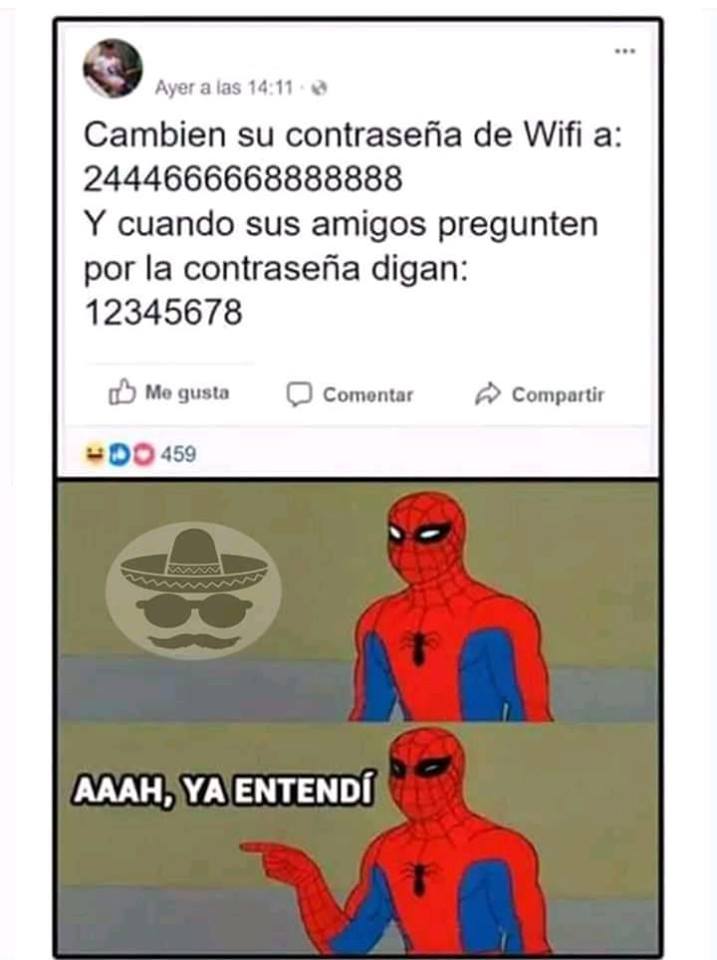 Ayer a las 14:11
Cambien su contraseña de Wifi a:
2444666668888888
Y cuando sus amigos pregunten
por la contraseña digan:
12345678
Me gusta Comentar Compartir
459
AAAH, YA ENTENDÍ